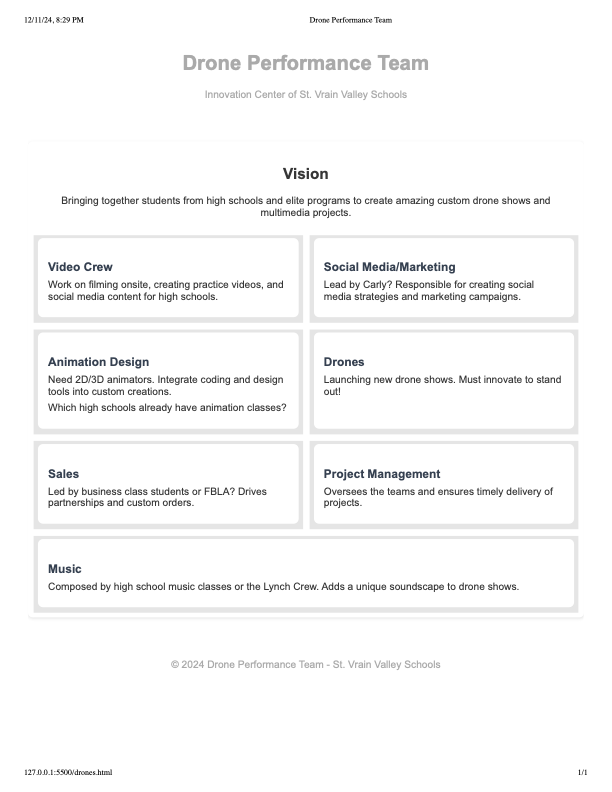 12/11/24, 8:29 PM
Drone Performance Team
Drone Performance Team
Innovation Center of St. Vrain Valley Schools
Vision
Bringing together students from high schools and elite programs to create amazing custom drone shows and
multimedia projects.
Video Crew
Work on filming onsite, creating practice videos, and
social media content for high schools.
Social Media/Marketing
Lead by Carly? Responsible for creating social
media strategies and marketing campaigns.
Animation Design
Need 2D/3D animators. Integrate coding and design
tools into custom creations.
Which high schools already have animation classes?
Drones
Launching new drone shows. Must innovate to stand
out!
Sales
Led by business class students or FBLA? Drives
partnerships and custom orders.
Project Management
Oversees the teams and ensures timely delivery of
projects.
Music
Composed by high school music classes or the Lynch Crew. Adds a unique soundscape to drone shows.
© 2024 Drone Performance Team - St. Vrain Valley Schools
127.0.0.1:5500/drones.html
1/1